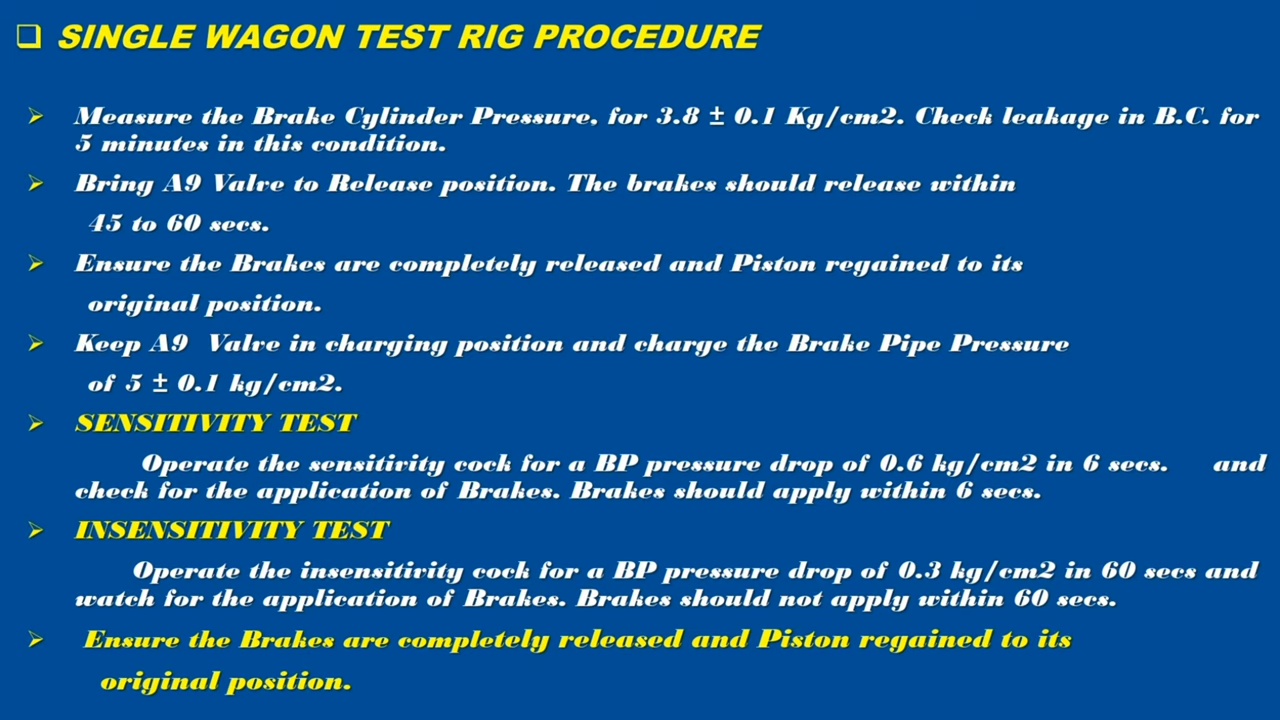 SINGLE WAGON TEST RIG PROCEDURE
Measure the Brake Cylinder Pressure, for 3.8 ± 0.1 Kg/cm2. Check leakage in B.C. for
5 minutes in this condition.
Bring A9 Valve to Release position. The brakes should release within
45 to 60 secs.
Ensure the Brakes are completely released and Piston regained to its
original position.
Keep A9 Valve in charging position and charge the Brake Pipe Pressure
of 5 ± 0.1 kg/cm2.
SENSITIVITY TEST
Operate the sensitivity cock for a BP pressure drop of 0.6 kg/cm2 in 6 secs. and
check for the application of Brakes. Brakes should apply within 6 secs.
INSENSITIVITY TEST
Operate the insensitivity cock for a BP pressure drop of 0.3 kg/cm2 in 60 secs and
watch for the application of Brakes. Brakes should not apply within 60 secs.
Ensure the Brakes are completely released and Piston regained to its
original position.